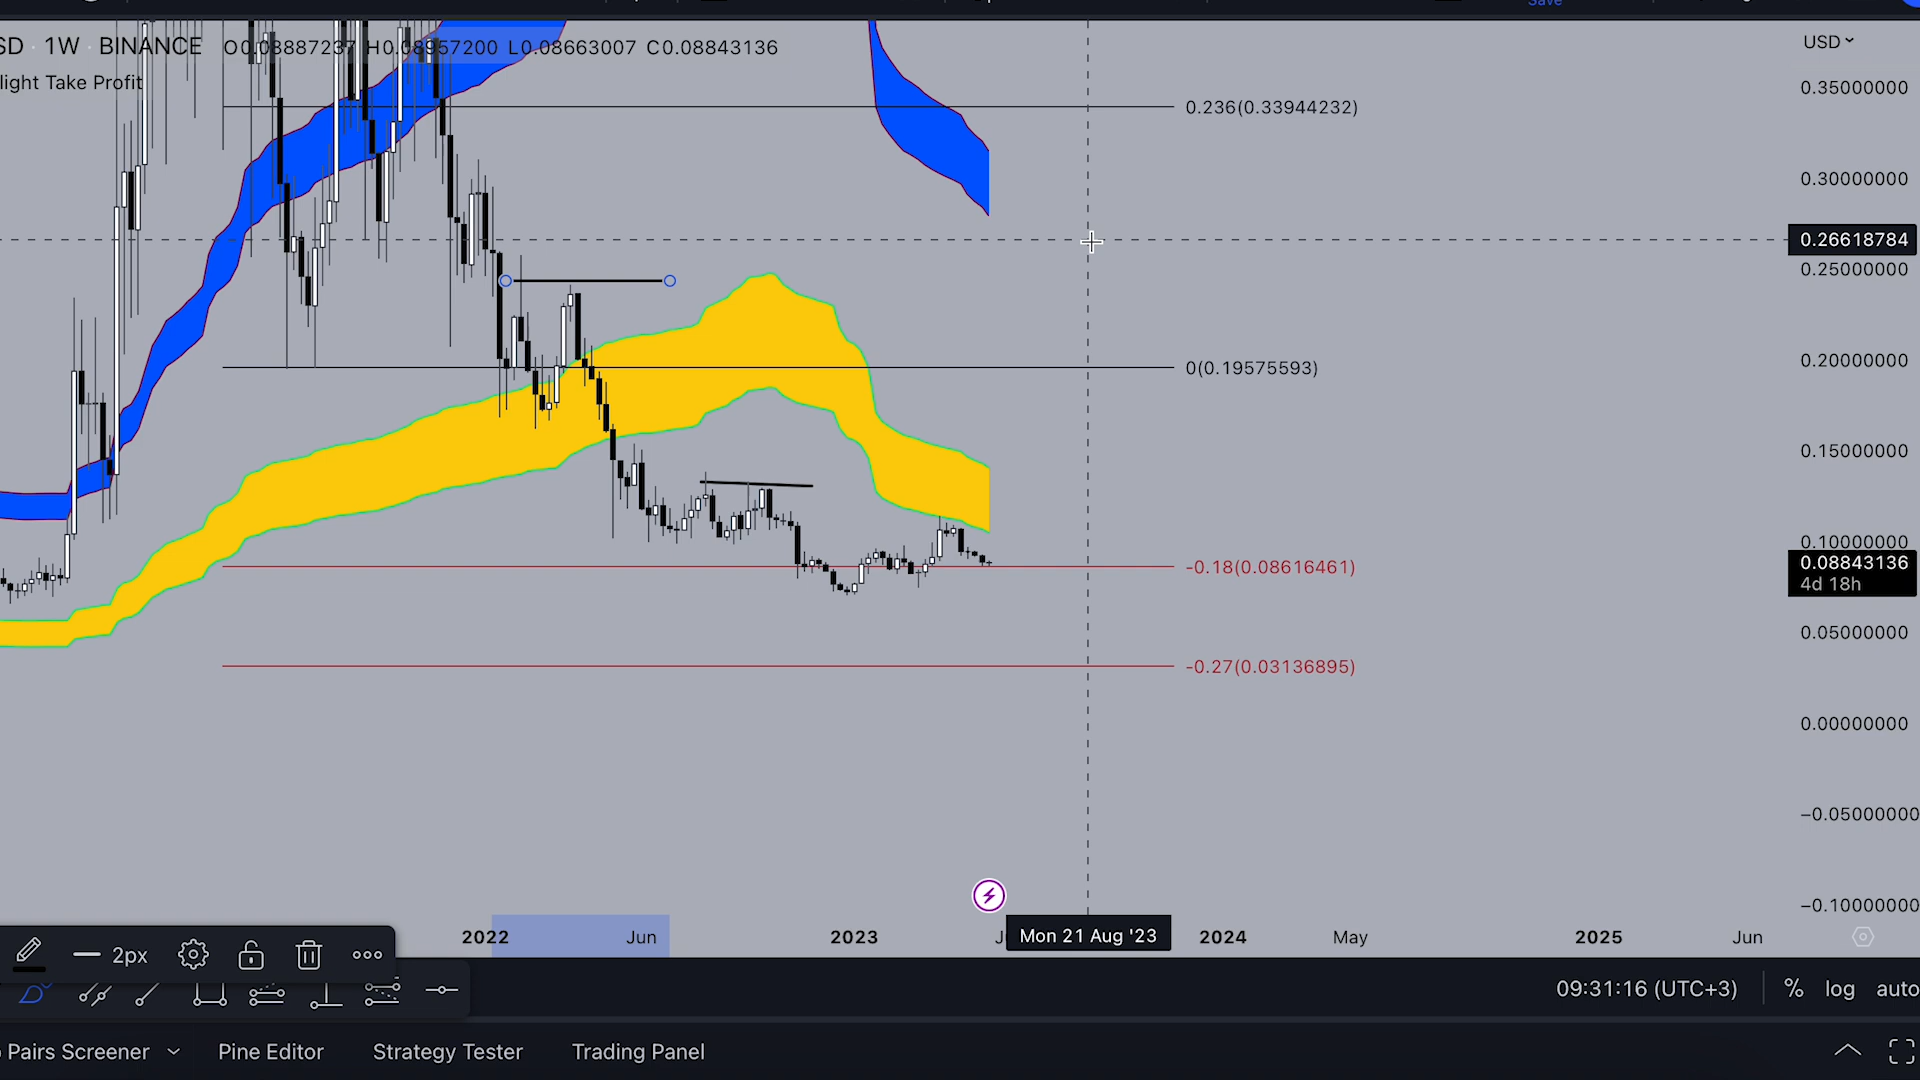 Save
SD · 1W · BINANCE O0.08887237 H0.08957200 L0.08663007 C0.08843136
light Take Profit
USD
0.35000000
0.236(0.33944232)
0.30000000
0.26618784
0.25000000
0.20000000
0(0.19575593)
0.15000000
0.10000000
0.08843136
4d 18h
-0.18(0.08616461)
0.05000000
-0.27(0.03136895)
0.00000000
−0.05000000
−0.10000000
2022 Jun 2023 Mon 21 Aug '23 2024 May 2025 Jun
2px
09:31:16 (UTC+3) % log auto
Pairs Screener Pine Editor Strategy Tester Trading Panel